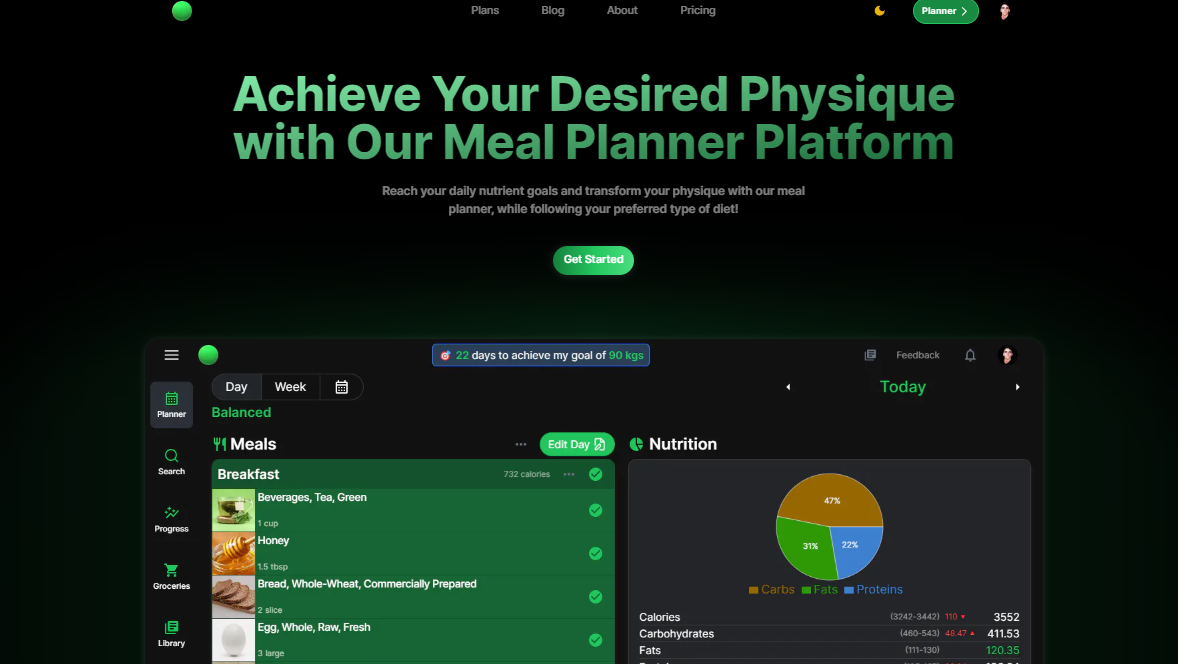 Plans Blog About Pricing Planner
Achieve Your Desired Physique
with Our Meal Planner Platform
Reach your daily nutrient goals and transform your physique with our meal
planner, while following your preferred type of diet!
Get Started
22 days to achieve my goal of 90 kgs
Feedback
Planner
Search
Progress
Groceries
Library
Day Week
Today
Balanced
Meals
Edit Day
Breakfast
732 calories
Beverages, Tea, Green
1 cup
Honey
1.5 tbsp
Bread, Whole-Wheat, Commercially Prepared
2 slice
Egg, Whole, Raw, Fresh
3 large
Nutrition
47%
31%
22%
Carbs Fats Proteins
Calories (3242-3442) 110 3552
Carbohydrates (460-543) 48.47 411.53
Fats (111-130) 120.35